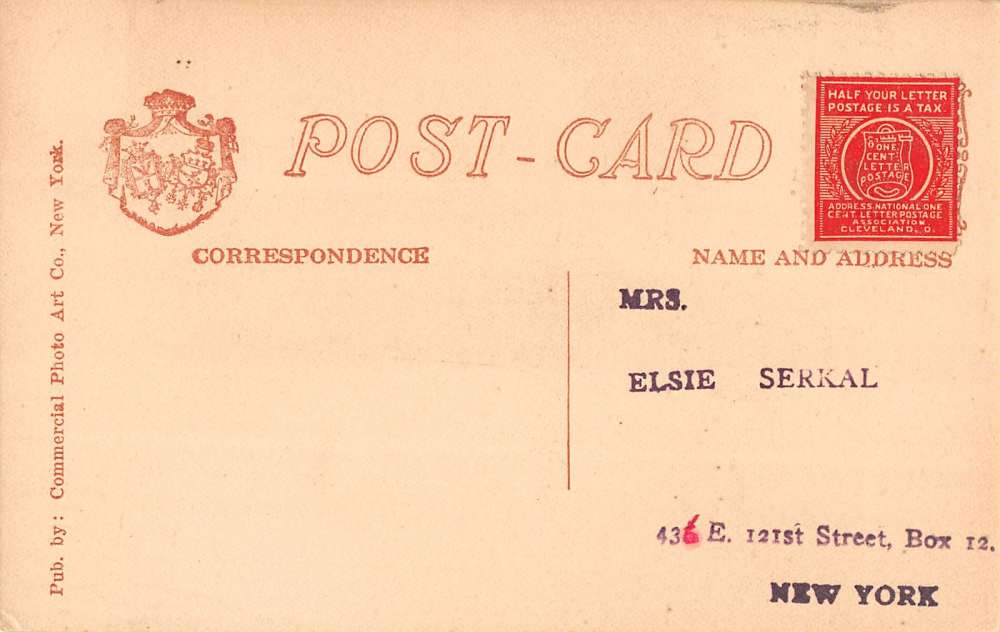 POST-CARD
HALF YOUR LETTER
POSTAGE IS A TAX
ONE
CENT
LETTER
POSTAGE
ADDRESS NATIONAL ONE
CENT. LETTER POSTAGE
ASSOCIATION
CLEVELAND, O.
CORRESPONDENCE
NAME AND ADDRESS
MRS.
ELSIE SERKAL
436 E. 121st Street, Box 12.
NEW YORK
Pub. by: Commercial Photo Art Co., New York.